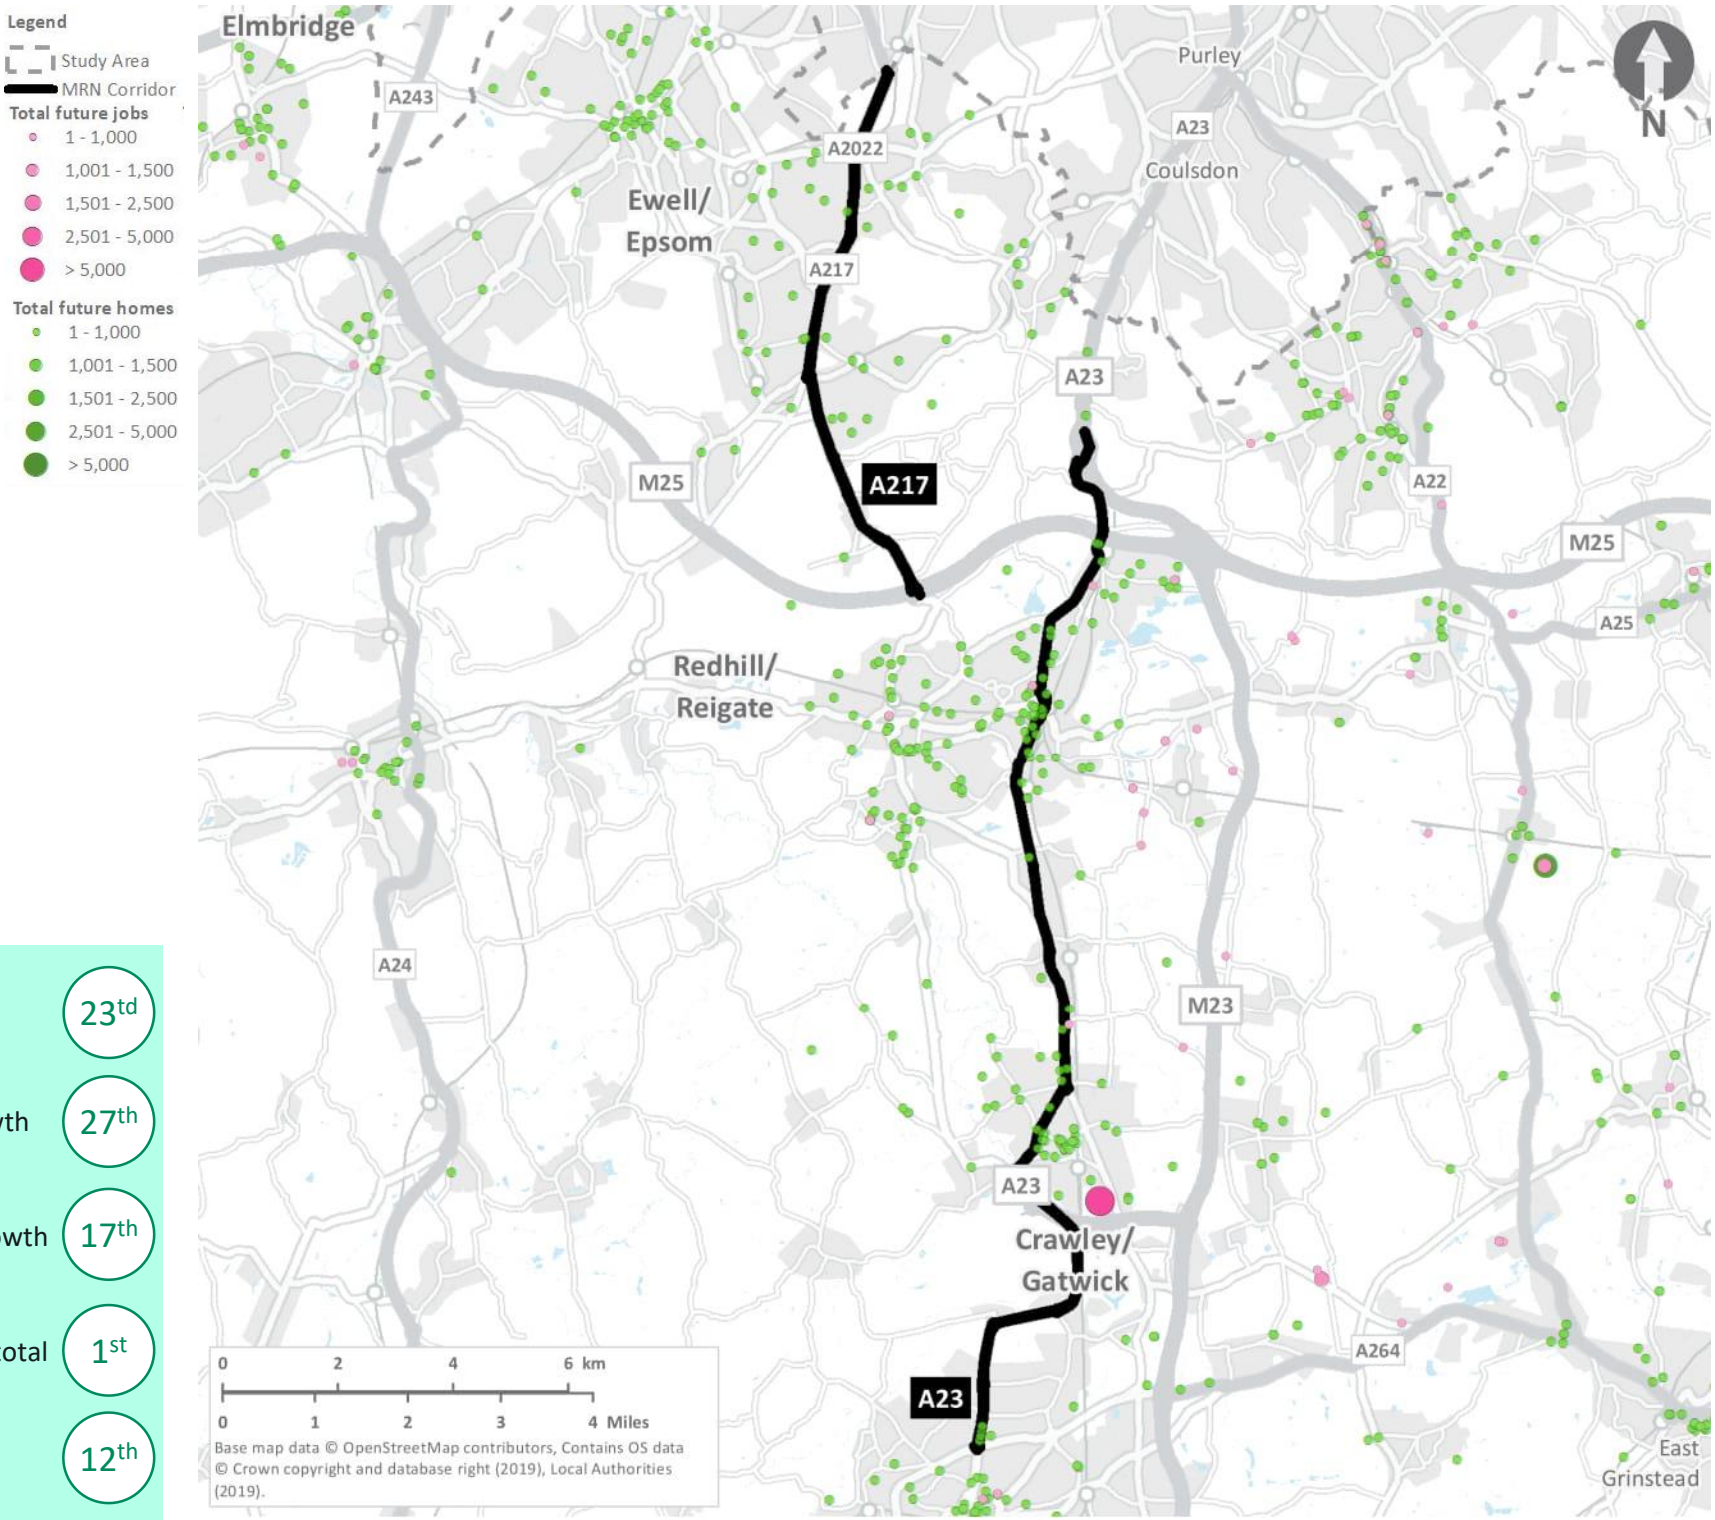 Legend
Study Area
MRN Corridor
Total future jobs
1 - 1,000
1,001 - 1,500
1,501 - 2,500
2,501 - 5,000
> 5,000
Total future homes
1 - 1,000
1,001 - 1,500
1,501 - 2,500
2,501 - 5,000
> 5,000
23td
27th
17th
total
1st
12th
Elmbridge
A243
Purley
A23
Coulsdon
N
A2022
Ewell/
Epsom
A217
A23
M25
A217
A22
M25
A25
Redhill/
Reigate
A24
M23
A23
Crawley/
Gatwick
A264
A23
East
Grinstead
0 2 4 6 km
0 1 2 3 4 Miles
Base map data © OpenStreetMap contributors, Contains OS data
© Crown copyright and database right (2019), Local Authorities
(2019).